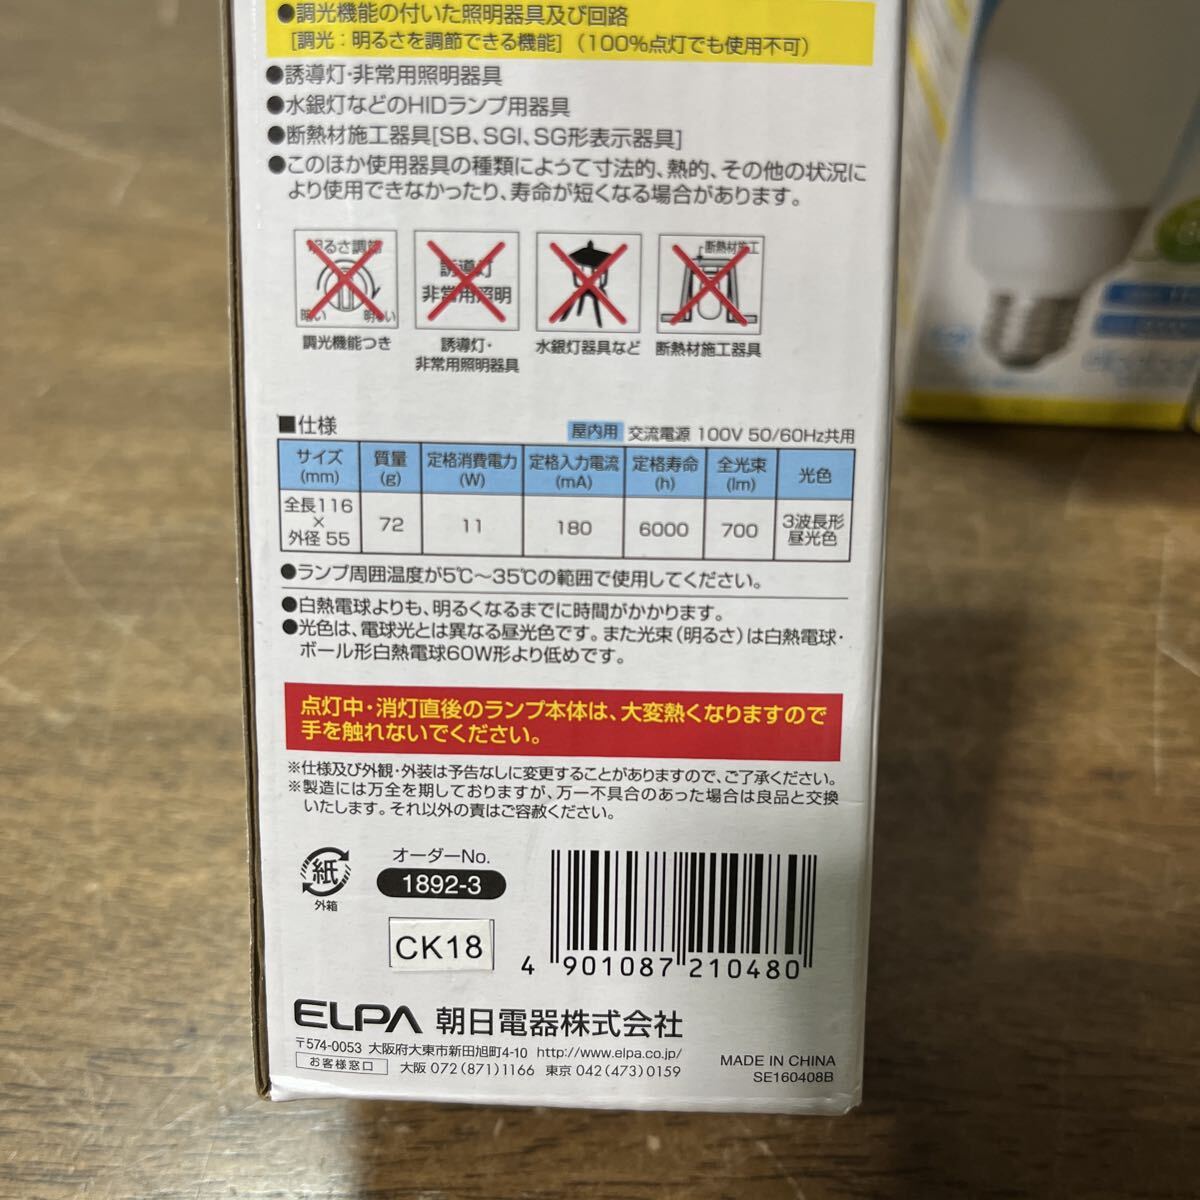 ●調光機能の付いた照明器具及び回路
[調光：明るさを調節できる機能]（100%点灯でも使用不可）
●誘導灯・非常用照明器具
●水銀灯などのHIDランプ用器具
●断熱材施工器具[SB、SGI、SG形表示器具]
●このほか使用器具の種類によって寸法的、熱的、その他の状況に
より使用できなかったり、寿命が短くなる場合があります。
明るさ調節
暗い 明るい
調光機能つき
誘導灯
非常用照明
誘導灯・
非常用照明器具
水銀灯器具など
断熱材施工
断熱材施工器具
■仕様
屋内用 交流電源 100V 50/60Hz共用
サイズ(mm) 質量(g) 定格消費電力(W) 定格入力電流(mA) 定格寿命(h) 全光束(lm) 光色
全長116×外径55 72 11 180 6000 700 3波長形昼光色
●ランプ周囲温度が5℃〜35℃の範囲で使用してください。
●白熱電球よりも、明るくなるまでに時間がかかります。
●光色は、電球光とは異なる昼光色です。また光束（明るさ）は白熱電球・
ボール形白熱電球60W形より低めです。
点灯中・消灯直後のランプ本体は、大変熱くなりますので
手を触れないでください。
※仕様及び外観・外装は予告なしに変更することがありますので、ご了承ください。
※製造には万全を期しておりますが、万一不具合のあった場合は良品と交換
いたします。それ以外の責はご容赦ください。
紙
外箱
オーダーNo.
1892-3
CK18
4 901087 210480
ELPA 朝日電器株式会社
〒574-0053 大阪府大東市新田旭町4-10 http://www.elpa.co.jp/
お客様窓口 大阪 072(871)1166 東京 042(473)0159
MADE IN CHINA
SE160408B